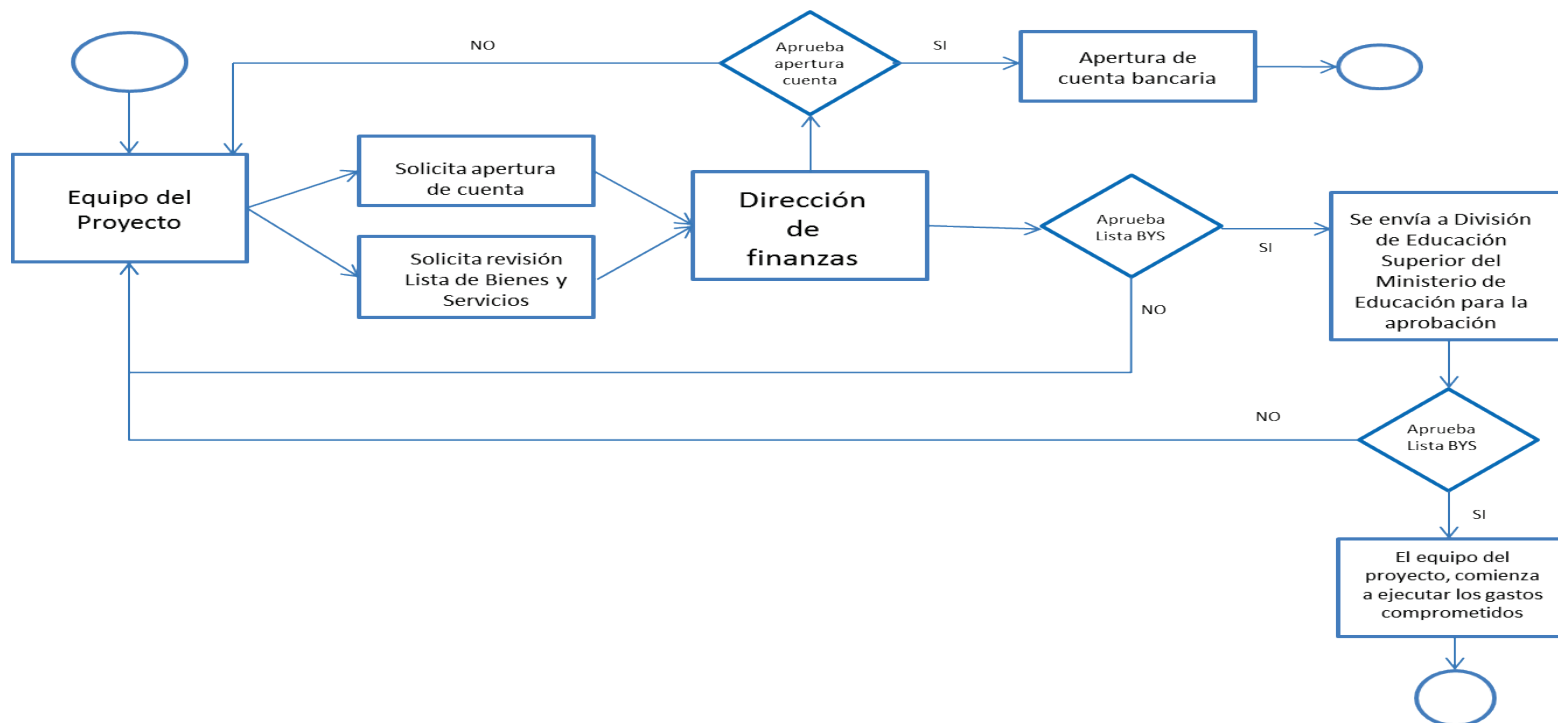 NO
Aprueba
apertura
cuenta
SI
Apertura de
cuenta bancaria
Equipo del
Proyecto
Solicita apertura
de cuenta
Solicita revisión
Lista de Bienes y
Servicios
Dirección
de
finanzas
Aprueba
Lista BYS
SI
NO
Se envía a División
de Educación
Superior del
Ministerio de
Educación para la
aprobación
NO
Aprueba
Lista BYS
SI
El equipo del
proyecto, comienza
a ejecutar los gastos
comprometidos